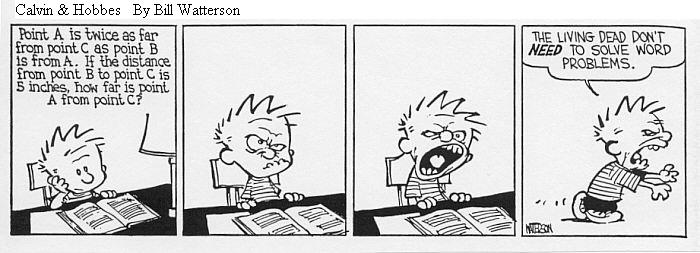 Calvin & Hobbes   By Bill Watterson
Point A is twice as far
from point C as point B
is from A. If the distance
from point B to point C is
5 inches, how far is point
A from point C?
THE LIVING DEAD DON'T
NEED TO SOLVE WORD
PROBLEMS.
WATTERSON